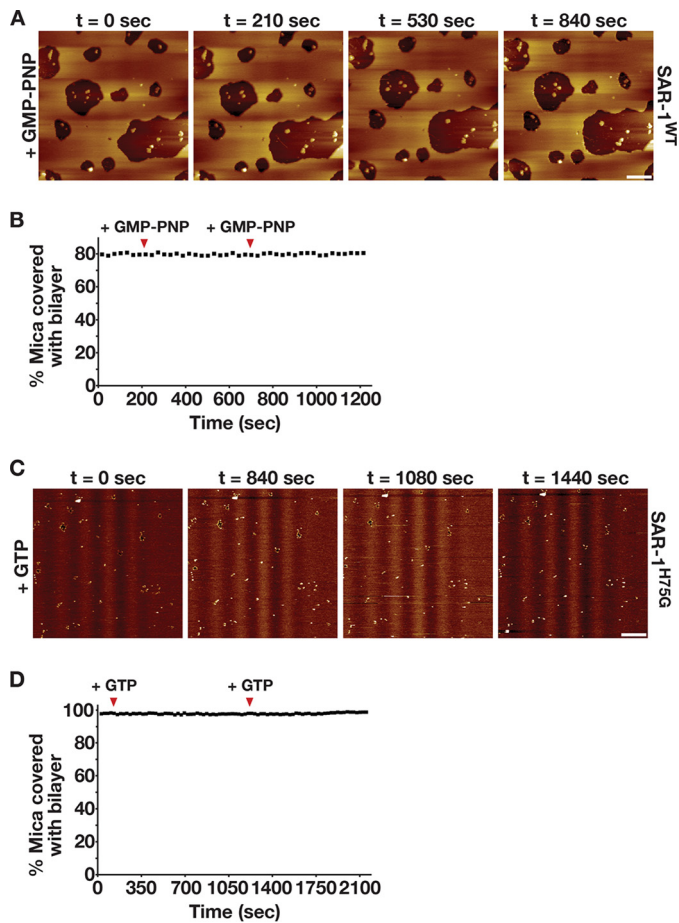 A
t = 0 sec t = 210 sec t = 530 sec t = 840 sec
+ GMP-PNP
SAR-1WT
B
+ GMP-PNP + GMP-PNP
% Mica covered
with bilayer
80
60
40
20
0
0 200 400 600 800 1000 1200
Time (sec)
C
t = 0 sec t = 840 sec t = 1080 sec t = 1440 sec
+ GTP
SAR-1H75G
D
+ GTP + GTP
% Mica covered
with bilayer
100
80
60
40
20
0
0 350 700 1050 1400 1750 2100
Time (sec)